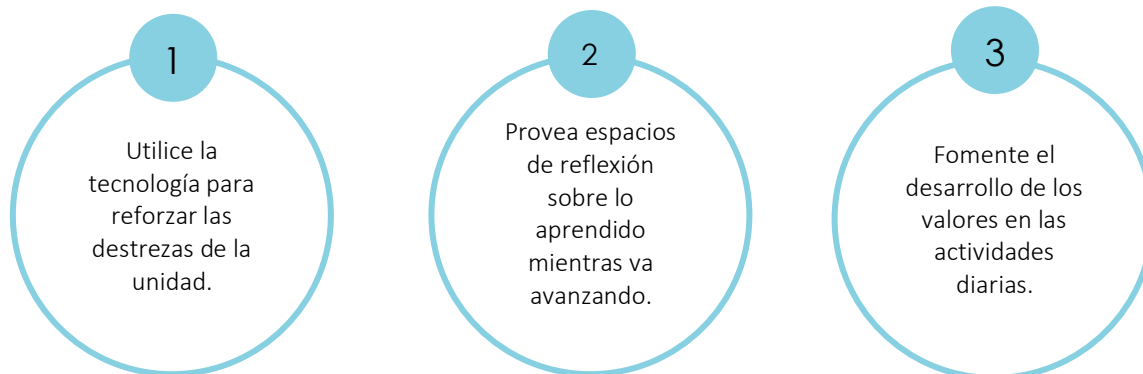 1
Utilice la
tecnología para
reforzar las
destrezas de la
unidad.
2
Provea espacios
de reflexión
sobre lo
aprendido
mientras va
avanzando.
3
Fomente el
desarrollo de los
valores en las
actividades
diarias.